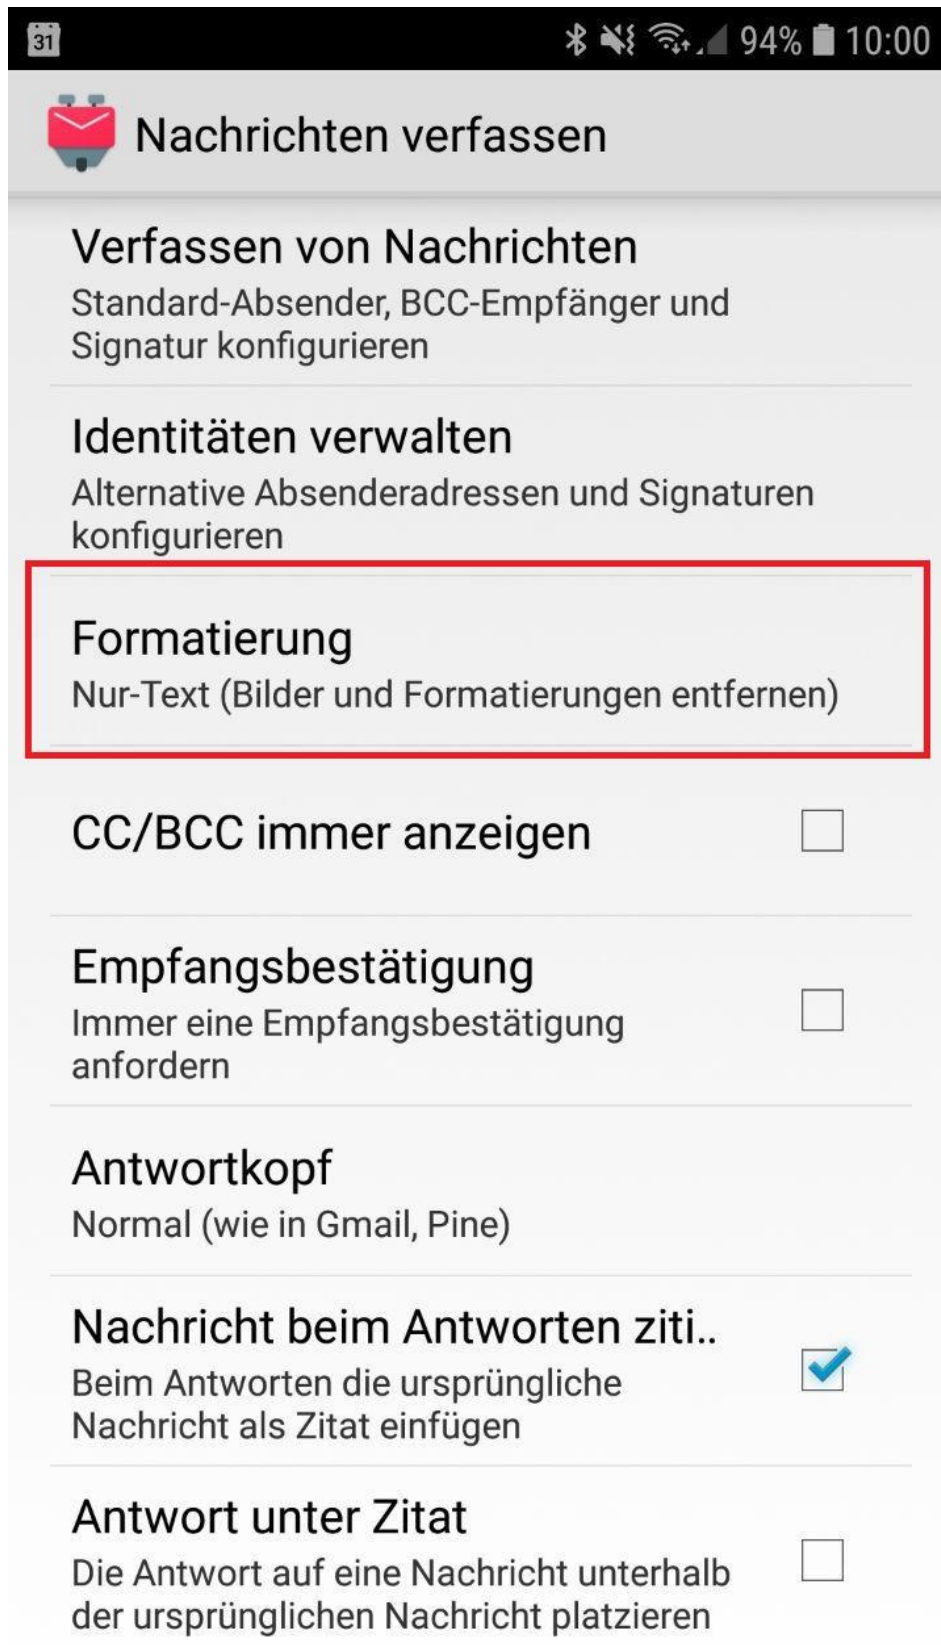 31 94% 10:00
Nachrichten verfassen
Verfassen von Nachrichten
Standard-Absender, BCC-Empfänger und
Signatur konfigurieren
Identitäten verwalten
Alternative Absenderadressen und Signaturen
konfigurieren
Formatierung
Nur-Text (Bilder und Formatierungen entfernen)
CC/BCC immer anzeigen
Empfangsbestätigung
Immer eine Empfangsbestätigung
anfordern
Antwortkopf
Normal (wie in Gmail, Pine)
Nachricht beim Antworten ziti..
Beim Antworten die ursprüngliche
Nachricht als Zitat einfügen
Antwort unter Zitat
Die Antwort auf eine Nachricht unterhalb
der ursprünglichen Nachricht platzieren